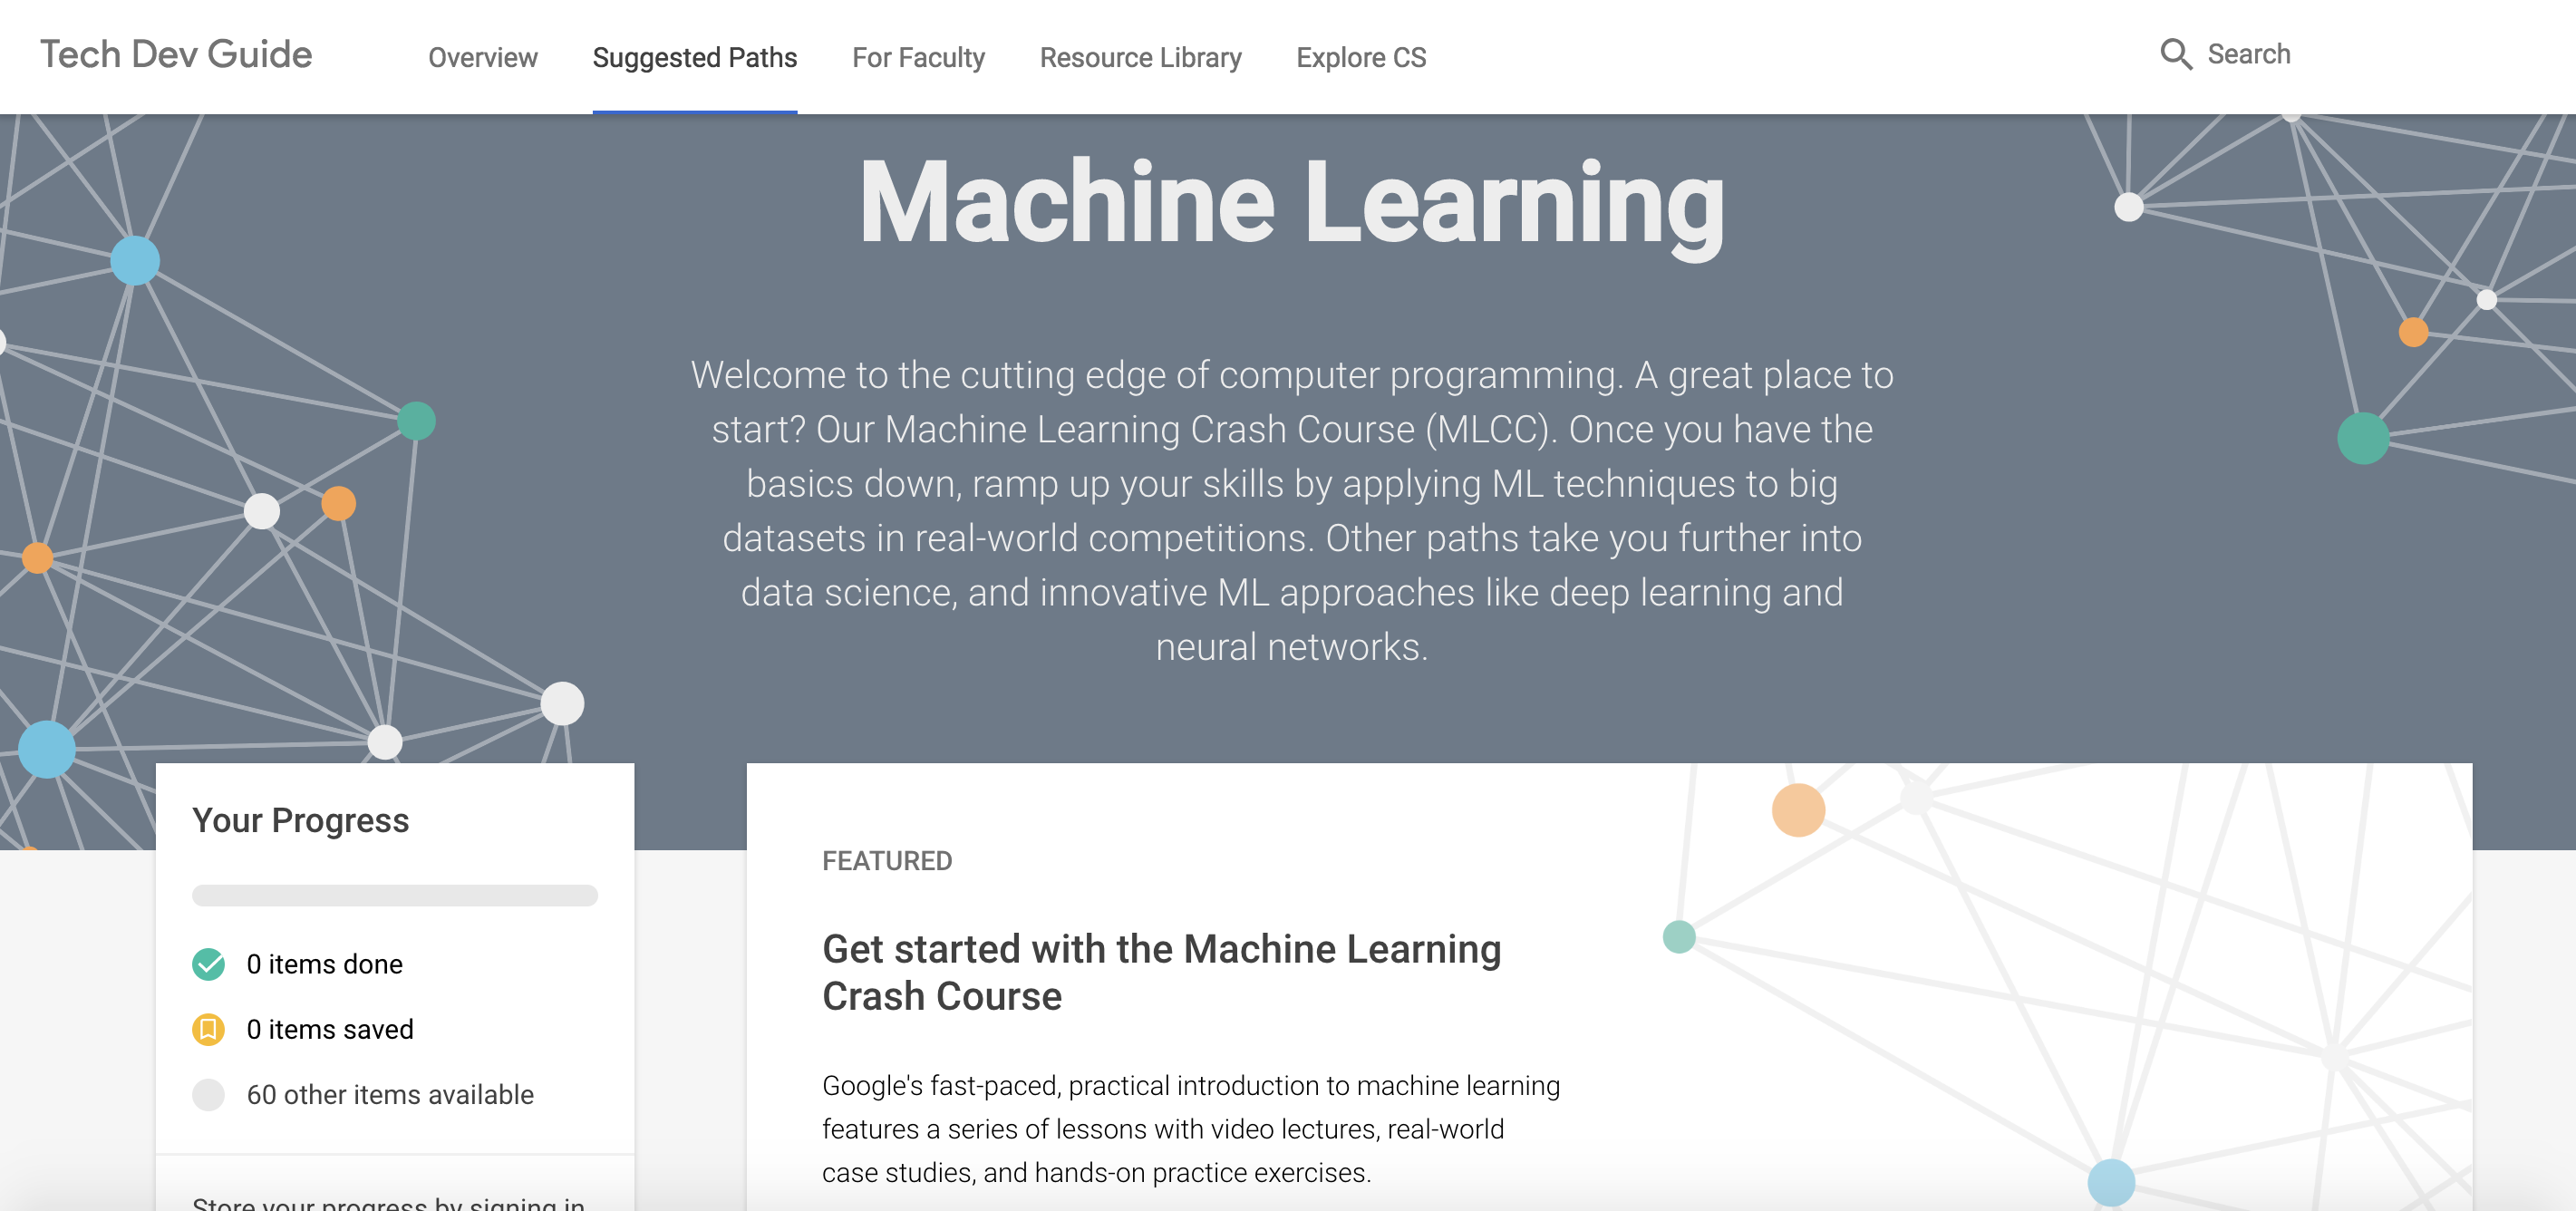 Tech Dev Guide
Overview
Suggested Paths
For Faculty
Resource Library
Explore CS
Search
Machine Learning
Welcome to the cutting edge of computer programming. A great place to
start? Our Machine Learning Crash Course (MLCC). Once you have the
basics down, ramp up your skills by applying ML techniques to big
datasets in real-world competitions. Other paths take you further into
data science, and innovative ML approaches like deep learning and
neural networks.
Your Progress
0 items done
0 items saved
60 other items available
Store your progress by signing in
FEATURED
Get started with the Machine Learning
Crash Course
Google's fast-paced, practical introduction to machine learning
features a series of lessons with video lectures, real-world
case studies, and hands-on practice exercises.